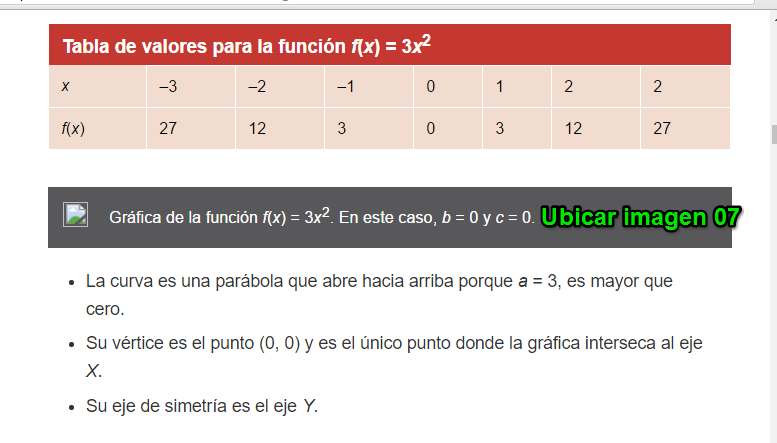 Tabla de valores para la función f(x) = 3x²
x –3 –2 –1 0 1 2 2
f(x) 27 12 3 0 3 12 27
Gráfica de la función f(x) = 3x². En este caso, b = 0 y c = 0. Ubicar imagen 07
• La curva es una parábola que abre hacia arriba porque a = 3, es mayor que
cero.
• Su vértice es el punto (0, 0) y es el único punto donde la gráfica interseca al eje
X.
• Su eje de simetría es el eje Y.